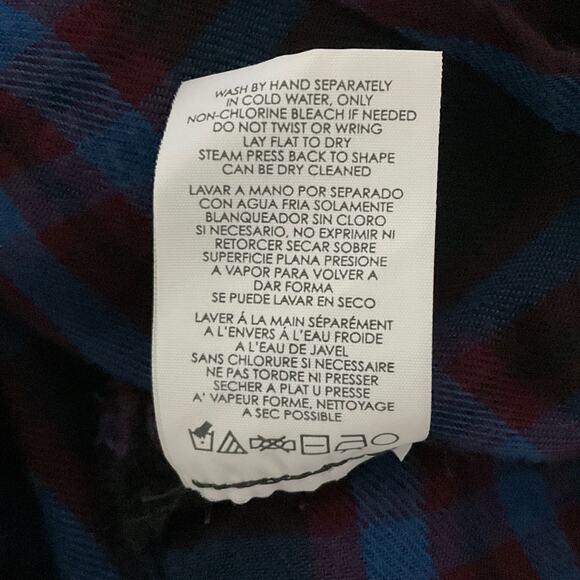 WASH BY HAND SEPARATELY
IN COLD WATER, ONLY
NON-CHLORINE BLEACH IF NEEDED
DO NOT TWIST OR WRING
LAY FLAT TO DRY
STEAM PRESS BACK TO SHAPE
CAN BE DRY CLEANED
LAVAR A MANO POR SEPARADO
CON AGUA FRIA SOLAMENTE
BLANQUEADOR SIN CLORO
SI NECESARIO, NO EXPRIMIR NI
RETORCER SECAR SOBRE
SUPERFICIE PLANA PRESIONE
A VAPOR PARA VOLVER A
DAR FORMA
SE PUEDE LAVAR EN SECO
LAVER Á LA MAIN SÉPARÉMENT
A L'ENVERS Á L'EAU FROIDE
A L'EAU DE JAVEL
SANS CHLORURE SI NECESSAIRE
NE PAS TORDRE NI PRESSER
SECHER A PLAT U PRESSE
A' VAPEUR FORME, NETTOYAGE
A SEC POSSIBLE